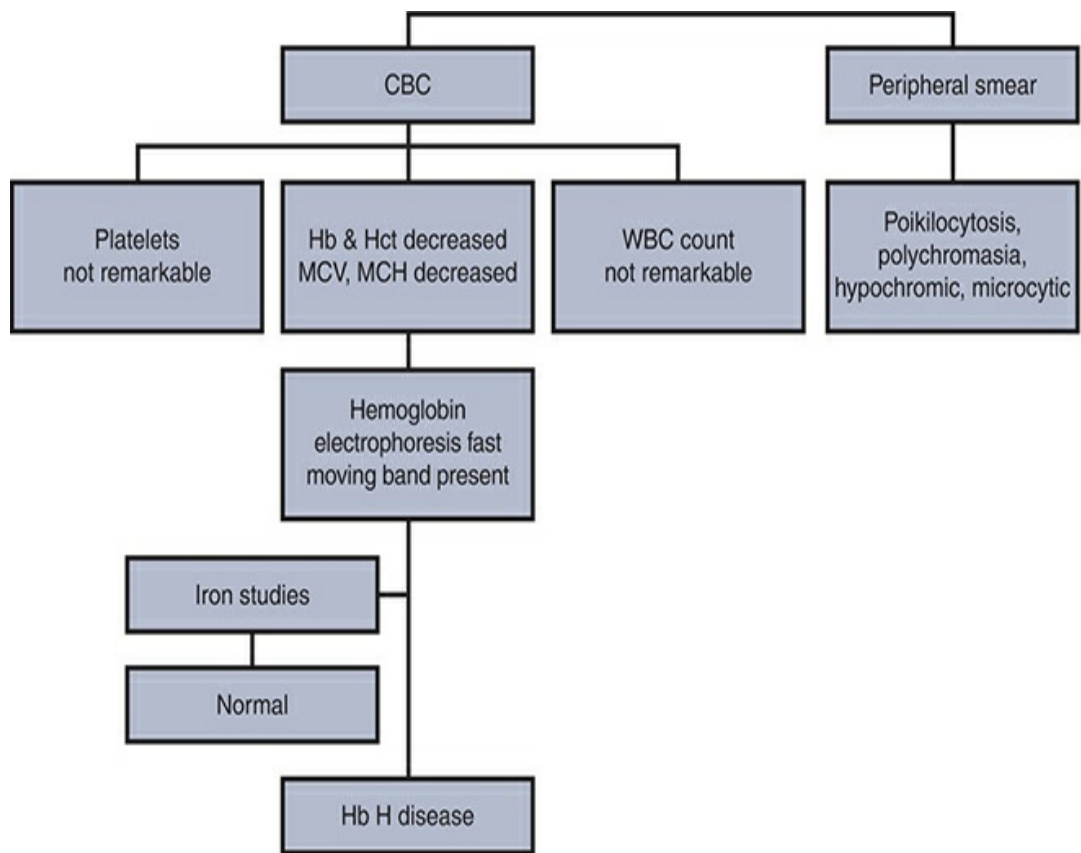 CBC
Peripheral smear
Platelets
not remarkable
Hb & Hct decreased
MCV, MCH decreased
WBC count
not remarkable
Poikilocytosis,
polychromasia,
hypochromic, microcytic
Hemoglobin
electrophoresis fast
moving band present
Iron studies
Normal
Hb H disease